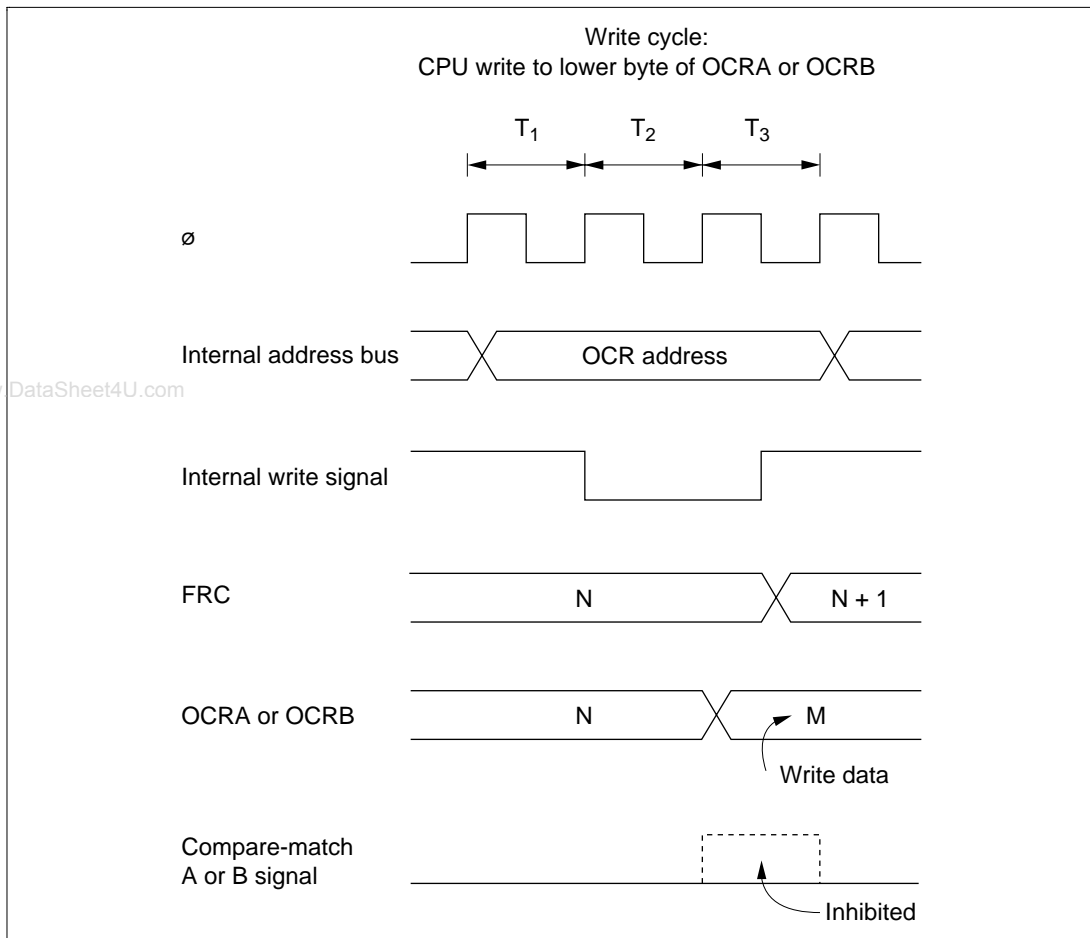 Write cycle:
CPU write to lower byte of OCRA or OCRB
T1 T2 T3
ø
Internal address bus
OCR address
.DataSheet4U.com
Internal write signal
FRC
N
N + 1
OCRA or OCRB
N
M
Write data
Compare-match
A or B signal
Inhibited